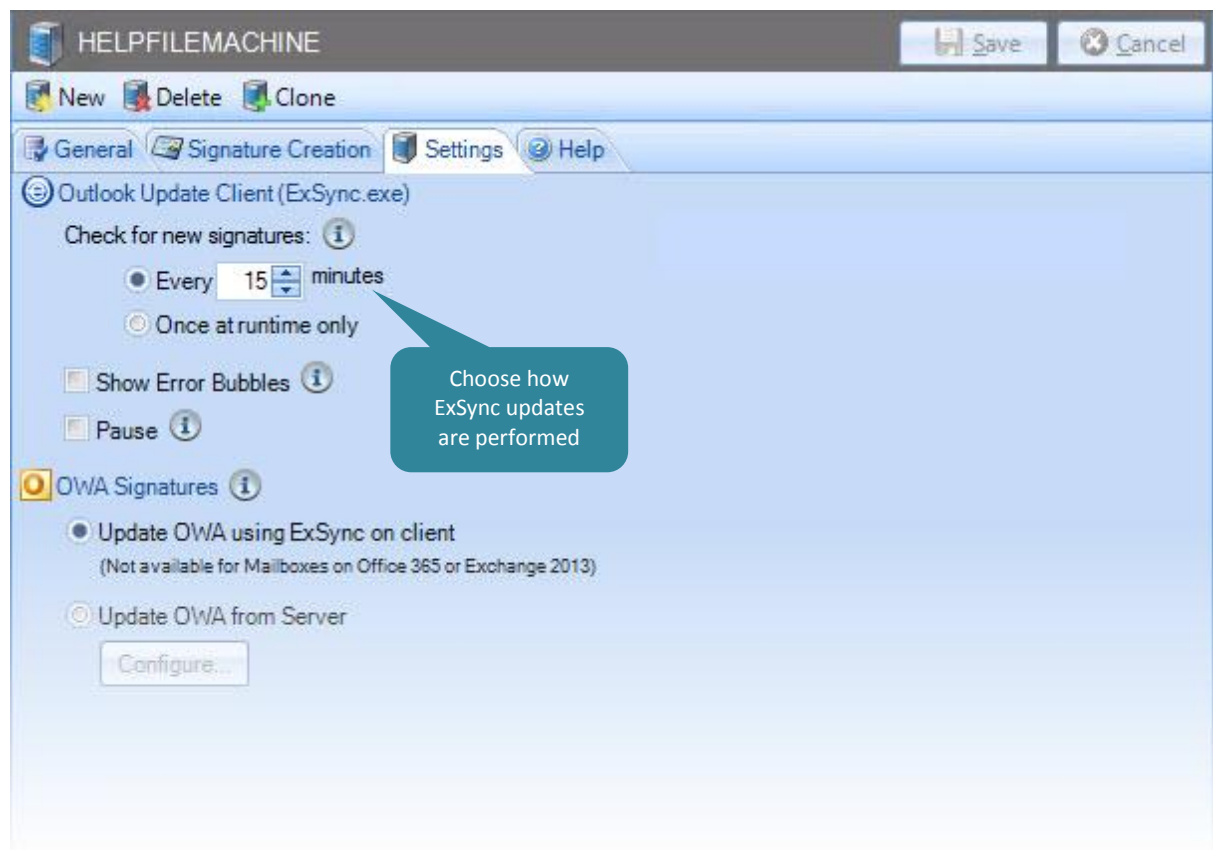 HELPFILEMACHINE Save Cancel
New Delete Clone
General Signature Creation Settings Help
Outlook Update Client (ExSync.exe)
Check for new signatures:
Every 15 minutes
Once at runtime only
Show Error Bubbles
Pause
Choose how
ExSync updates
are performed
OWA Signatures
Update OWA using ExSync on client
(Not available for Mailboxes on Office 365 or Exchange 2013)
Update OWA from Server
Configure...